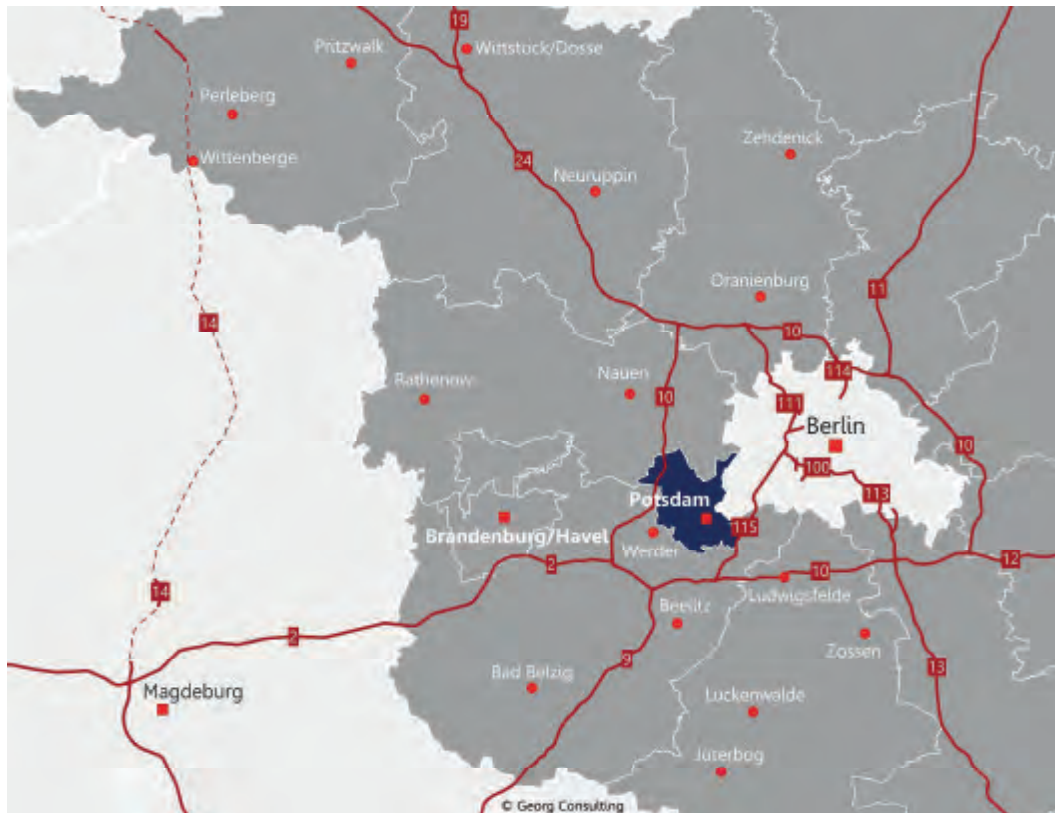 19
Pritzwalk
Wittstock/Dosse
Perleberg
Zehdenick
Wittenberge
24
Neuruppin
Oranienburg
11
14
10
114
Rathenow
Nauen
10
111
Berlin
10
100
113
Potsdam
115
Brandenburg/Havel
Werder
2
12
10
14
Ludwigsfelde
Beelitz
2
Zossen
9
13
Bad Belzig
Magdeburg
Luckenwalde
Jüterbog
© Georg Consulting